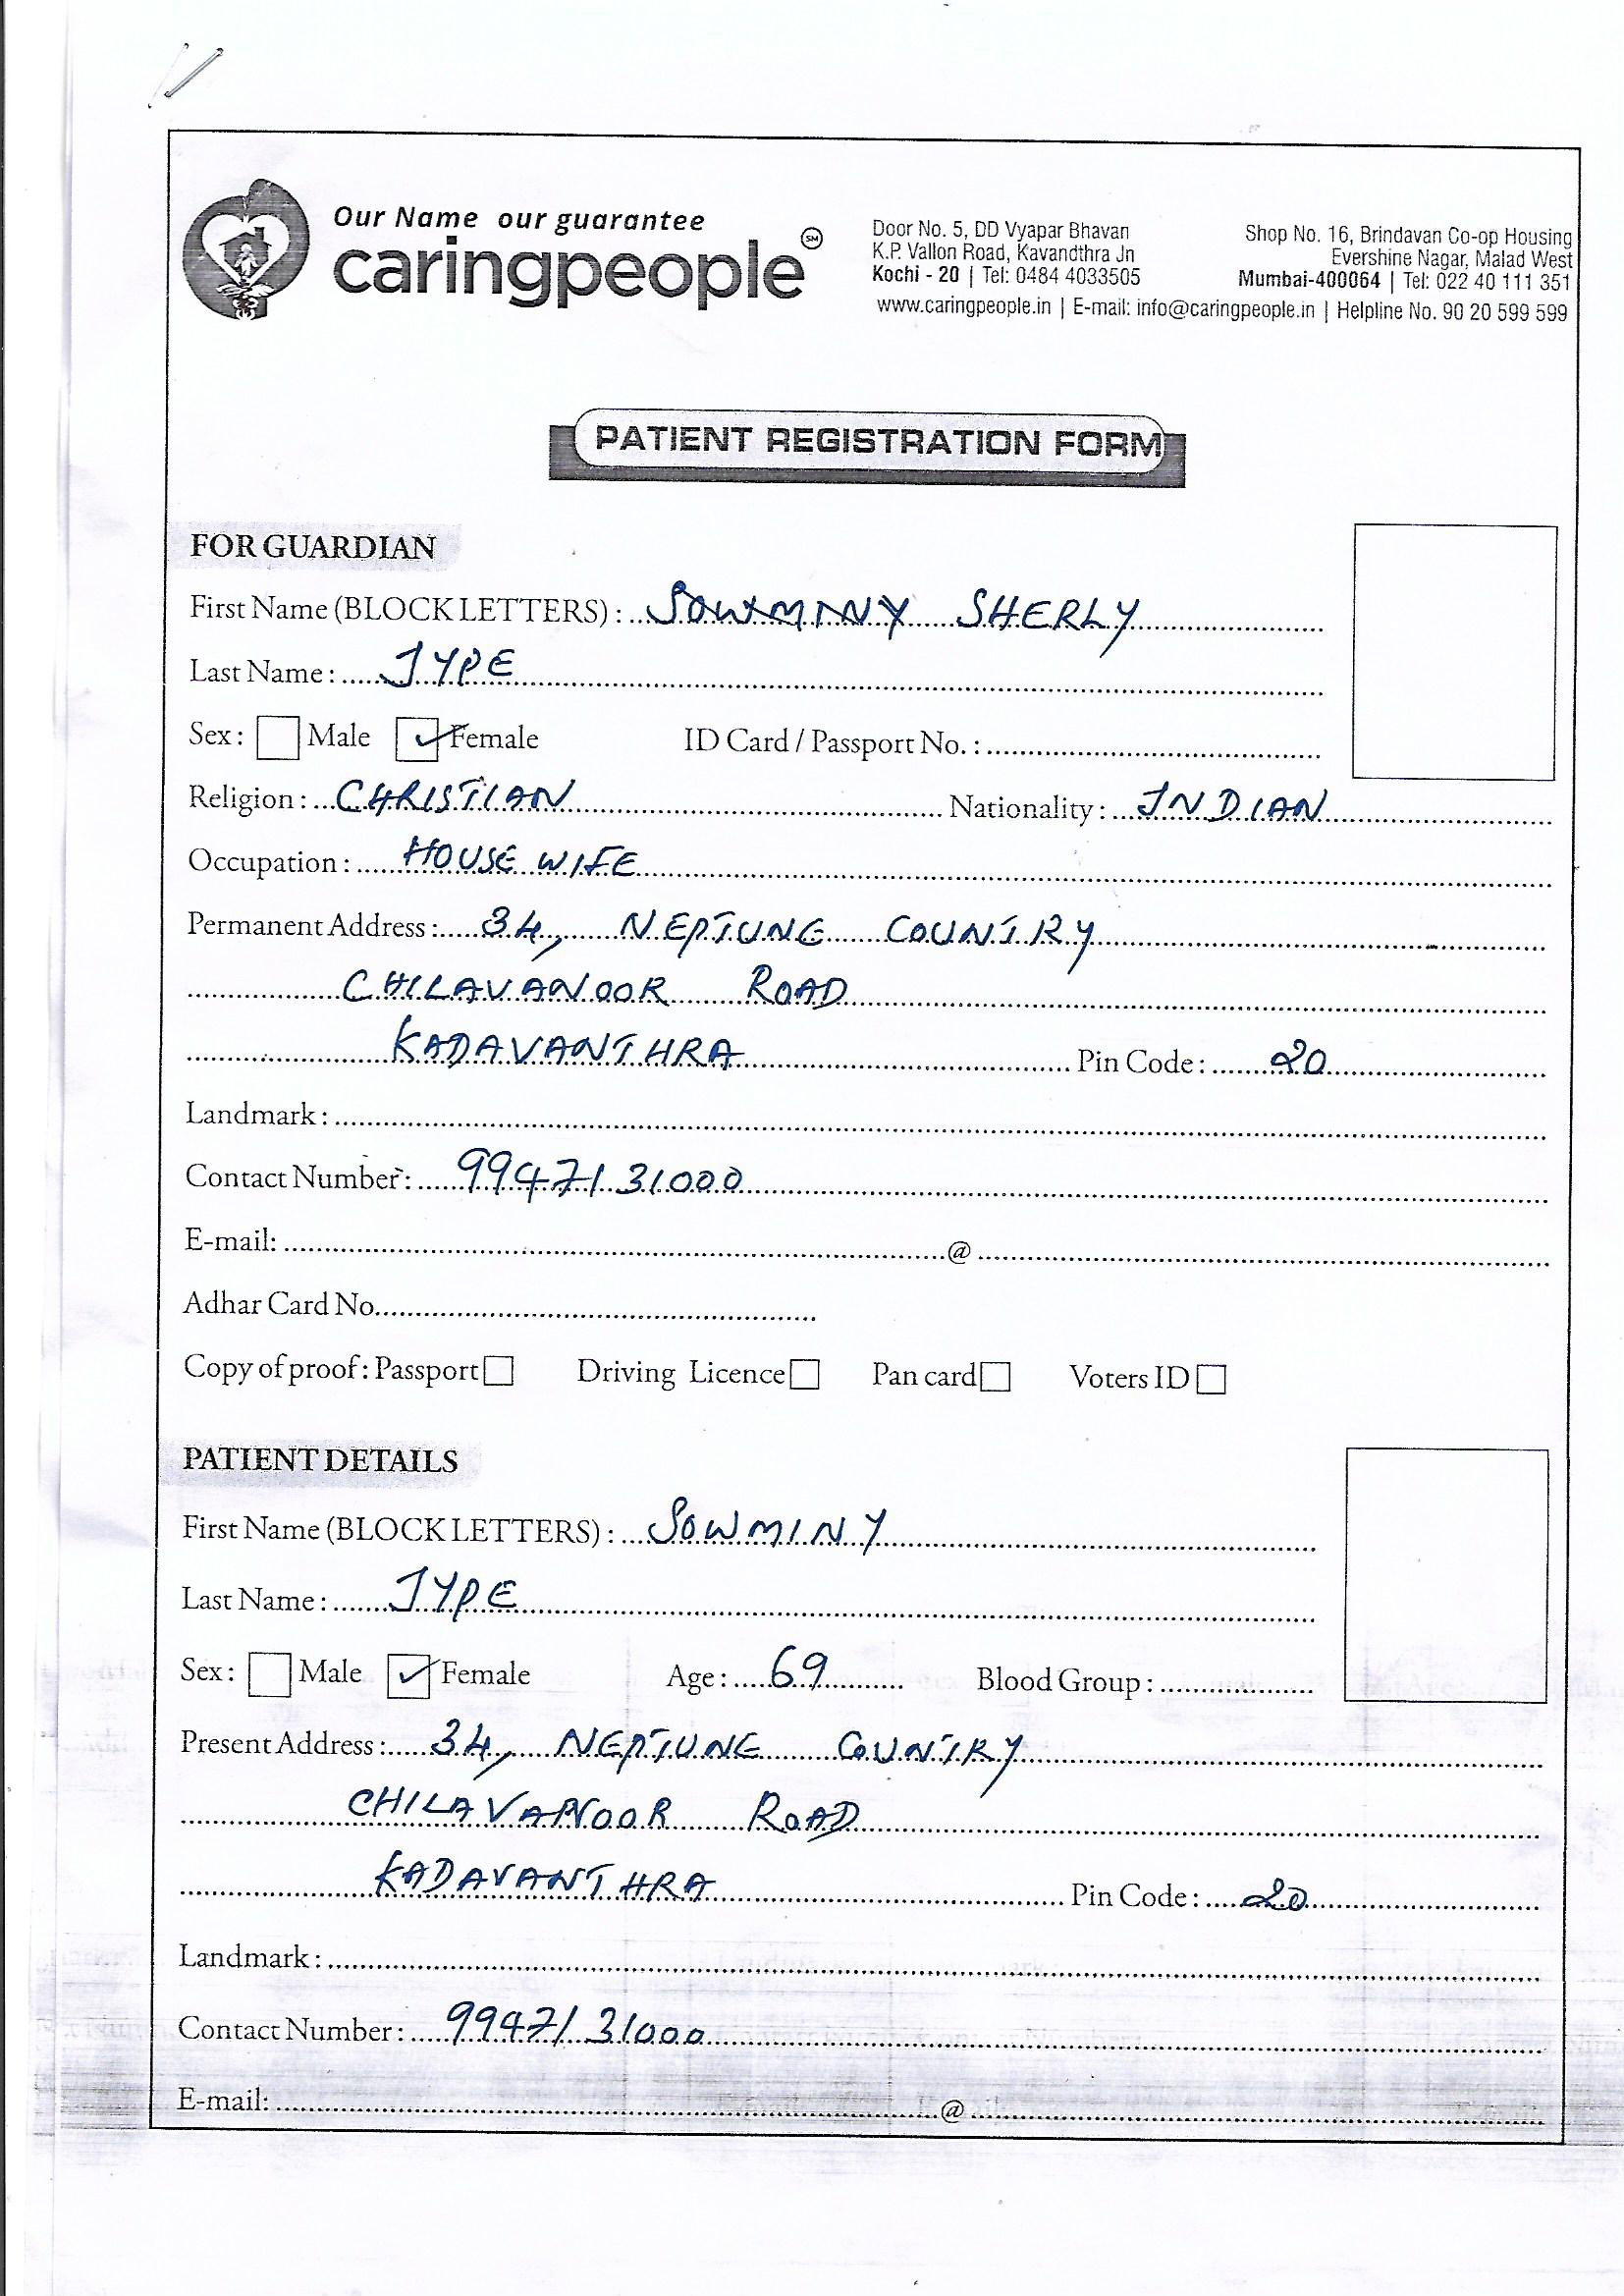 Our Name our guarantee
caringpeople SM
Door No. 5, DD Vyapar Bhavan
K.P. Vallon Road, Kavandthra Jn
Kochi - 20 | Tel: 0484 4033505
Shop No. 16, Brindavan Co-op Housing
Evershine Nagar, Malad West
Mumbai-400064 | Tel: 022 40 111 351
www.caringpeople.in | E-mail: info@caringpeople.in | Helpline No. 90 20 599 599
PATIENT REGISTRATION FORM
FOR GUARDIAN
First Name (BLOCK LETTERS) : SHERLY
Last Name : JYPE
Sex : Male Female ID Card / Passport No. :
Religion : CHRISTIAN Nationality : INDIAN
Occupation : HOUSE WIFE
Permanent Address : 34, NEPTUNE COUNTRY
CHILAVANOOR ROAD
KADAVANTHRA Pin Code : 20
Landmark :
Contact Number : 9947131000
E-mail: @
Adhar Card No.
Copy of proof : Passport Driving Licence Pan card Voters ID
PATIENT DETAILS
First Name (BLOCK LETTERS) : SOWMINY
Last Name : JYPE
Sex : Male Female Age : 69 Blood Group :
Present Address : 34, NEPTUNE COUNTRY
CHILAVANOOR ROAD
KADAVANTHRA Pin Code : 20
Landmark :
Contact Number : 9947131000
E-mail: @